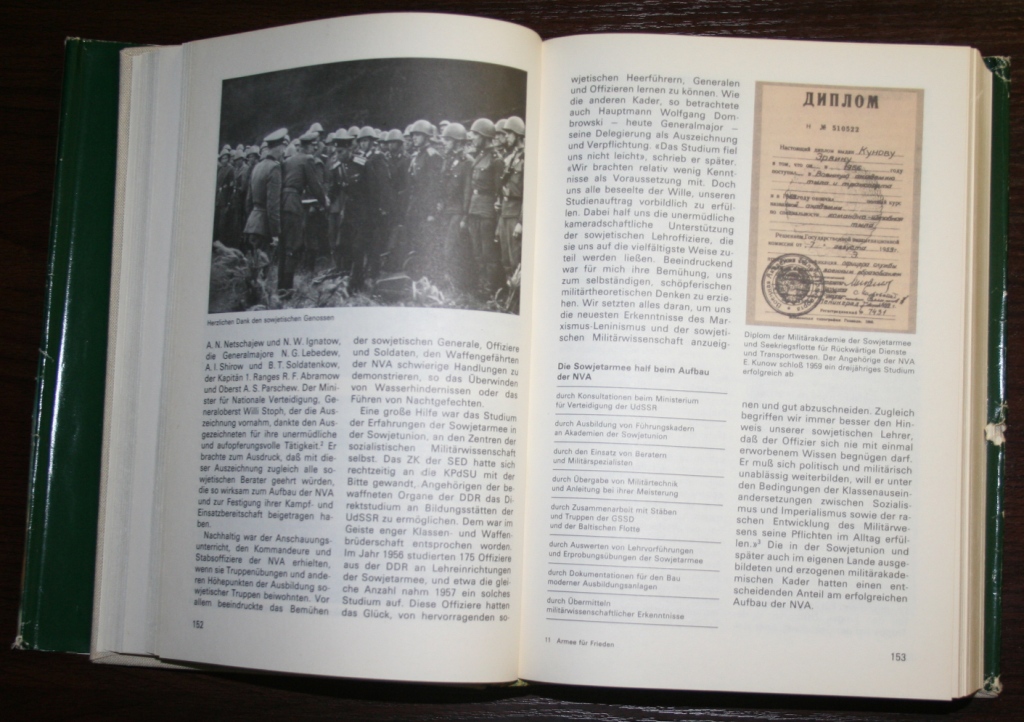 Herzlichen Dank den sowjetischen Genossen
A. N. Netschajew und N. W. Ignatow,
die Generalmajore N. G. Lebedew,
A. I. Shirow und B. T. Soldatenkow,
der Kapitän 1. Ranges R. F. Abramow
und Oberst A. S. Parschew. Der Mini-
ster für Nationale Verteidigung, Ge-
neraloberst Willi Stoph, der die Aus-
zeichnung vornahm, dankte den Aus-
gezeichneten für ihre unermüdliche
und aufopferungsvolle Tätigkeit.² Er
brachte zum Ausdruck, daß mit die-
ser Auszeichnung zugleich alle so-
wjetischen Berater geehrt würden,
die so wirksam zum Aufbau der NVA
und zur Festigung ihrer Kampf- und
Einsatzbereitschaft beigetragen ha-
ben.
Nachhaltig war der Anschauungs-
unterricht, den Kommandeure und
Stabsoffiziere der NVA erhielten,
wenn sie Truppenübungen und ande-
ren Höhepunkten der Ausbildung so-
wjetischer Truppen beiwohnten. Vor
allem beeindruckte das Bemühen
152
der sowjetischen Generale, Offiziere
und Soldaten, den Waffengefährten
der NVA schwierige Handlungen zu
demonstrieren, so das Überwinden
von Wasserhindernissen oder das
Führen von Nachtgefechten.
Eine große Hilfe war das Studium
der Erfahrungen der Sowjetarmee in
der Sowjetunion, an den Zentren der
sozialistischen Militärwissenschaft
selbst. Das ZK der SED hatte sich
rechtzeitig an die KPdSU mit der
Bitte gewandt, Angehörigen der be-
waffneten Organe der DDR das Di-
rektstudium an Bildungsstätten der
UdSSR zu ermöglichen. Dem war im
Geiste enger Klassen- und Waffen-
brüderschaft entsprochen worden.
Im Jahr 1956 studierten 175 Offiziere
aus der DDR an Lehreinrichtungen
der Sowjetarmee, und etwa die glei-
che Anzahl nahm 1957 ein solches
Studium auf. Diese Offiziere hatten
das Glück, von hervorragenden so-
wjetischen Heerführern, Generalen
und Offizieren lernen zu können. Wie
die anderen Kader, so betrachtete
auch Hauptmann Wolfgang Dom-
browski – heute Generalmajor –
seine Delegierung als Auszeichnung
und Verpflichtung. «Das Studium fiel
uns nicht leicht», schrieb er später.
«Wir brachten relativ wenig Kennt-
nisse als Voraussetzung mit. Doch
uns alle beseelte der Wille, unseren
Studienauftrag vorbildlich zu erfül-
len. Dabei half uns die unermüdliche
kameradschaftliche Unterstützung
der sowjetischen Lehroffiziere, die
sie uns auf die vielfältigste Weise zu-
teil werden ließen. Beeindruckend
war für mich ihre Bemühung, uns
zum selbständigen, schöpferischen
militärtheoretischen Denken zu erzie-
hen. Wir setzten alles daran, um uns
die neuesten Erkenntnisse des Mar-
xismus-Leninismus und der sowjeti-
schen Militärwissenschaft anzueig-
Die Sowjetarmee half beim Aufbau
der NVA
durch Konsultationen beim Ministerium
für Verteidigung der UdSSR
durch Ausbildung von Führungskadern
an Akademien der Sowjetunion
durch den Einsatz von Beratern
und Militärspezialisten
durch Übergabe von Militärtechnik
und Anleitung bei ihrer Meisterung
durch Zusammenarbeit mit Stäben
und Truppen der GSSD
und der Baltischen Flotte
durch Auswerten von Lehrvorführungen
und Erprobungsübungen der Sowjetarmee
durch Dokumentationen für den Bau
moderner Ausbildungsanlagen
durch Übermitteln
militärwissenschaftlicher Erkenntnisse
11 Armee für Frieden
ДИПЛОМ
№ 510522
Настоящий диплом выдан Кунову
Решением Государственной экзаменационной
Diplom der Militärakademie der Sowjetarmee
und Seekriegsflotte für Rückwärtige Dienste
und Transportwesen. Der Angehörige der NVA
E. Kunow schloß 1959 ein dreijähriges Studium
erfolgreich ab
nen und gut abzuschneiden. Zugleich
begriffen wir immer besser den Hin-
weis unserer sowjetischen Lehrer,
daß der Offizier sich nie mit einmal
erworbenem Wissen begnügen darf.
Er muß sich politisch und militärisch
unablässig weiterbilden, will er unter
den Bedingungen der Klassenausein-
andersetzungen zwischen Sozialis-
mus und Imperialismus sowie der ra-
schen Entwicklung des Militärwe-
sens seine Pflichten im Alltag erfül-
len.»³ Die in der Sowjetunion und
später auch im eigenen Lande ausge-
bildeten und erzogenen militärakade-
mischen Kader hatten einen ent-
scheidenden Anteil am erfolgreichen
Aufbau der NVA.
153